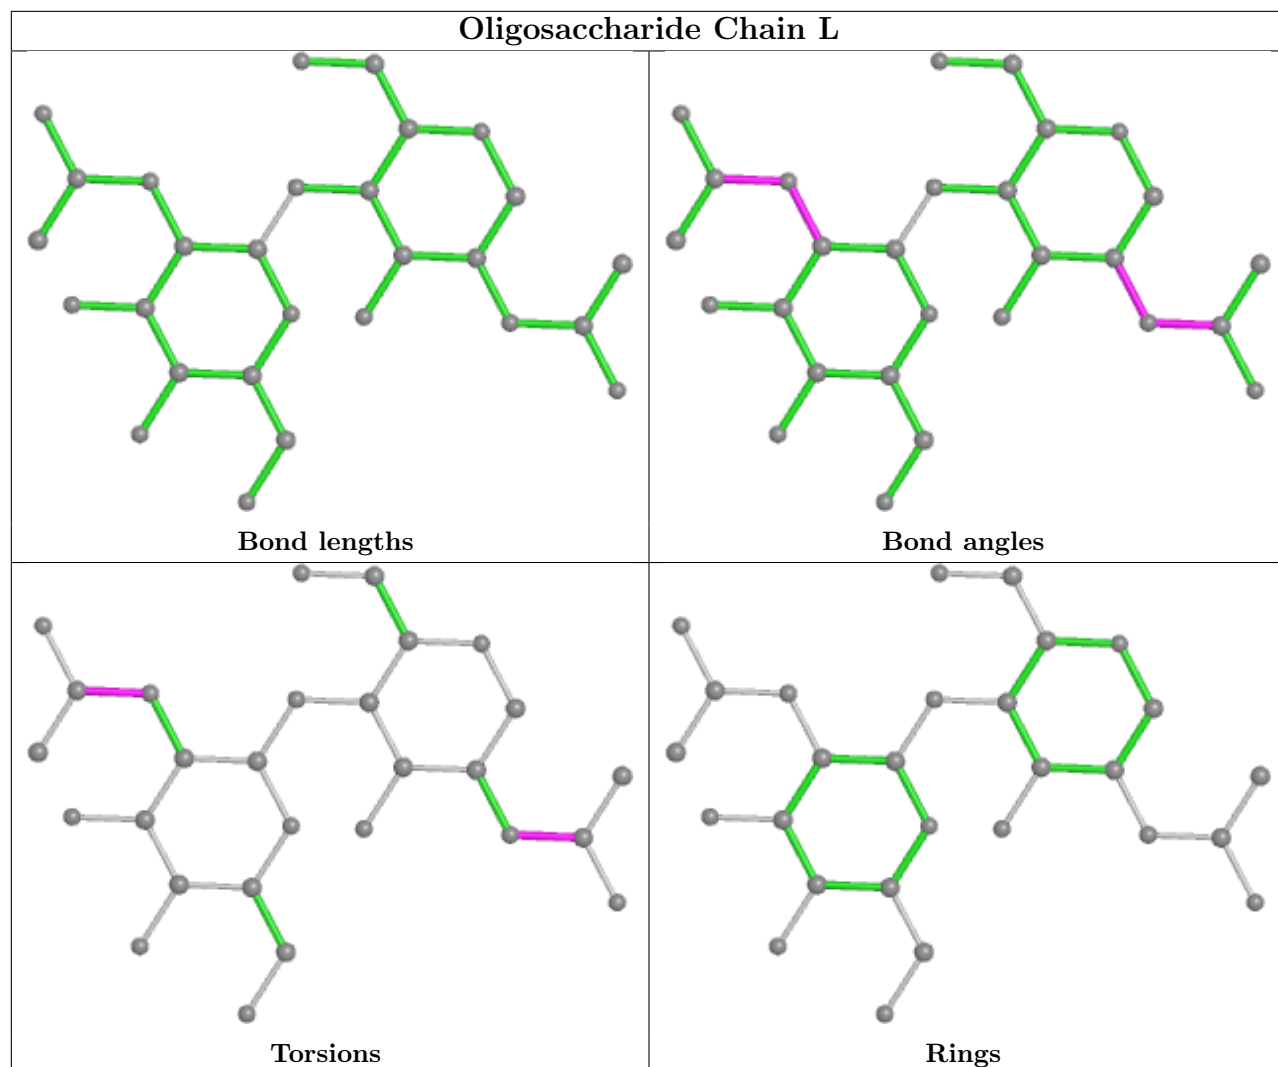 Oligosaccharide Chain L
Bond lengths
Bond angles
Torsions
Rings